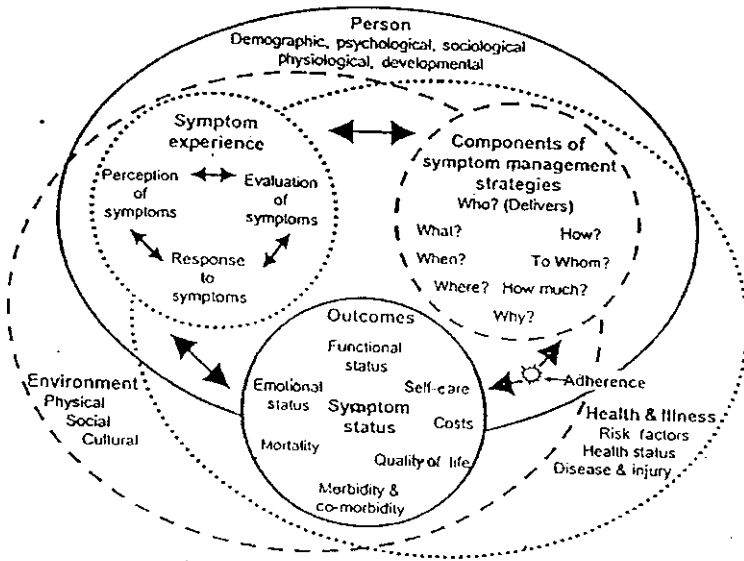 Person
Demographic, psychological, sociological
physiological, developmental
Symptom
experience
Perception
of
symptoms
Evaluation
of
symptoms
Response
to
symptoms
Components of
symptom management
strategies
Who? (Delivers)
What?
How?
When?
To Whom?
Where?
How much?
Why?
Outcomes
Functional
status
Emotional
status
Self-care
Symptom
status
Costs
Mortality
Quality of life
Morbidity &
co-morbidity
Adherence
Environment
Physical
Social
Cultural
Health & Illness
Risk factors
Health status
Disease & injury